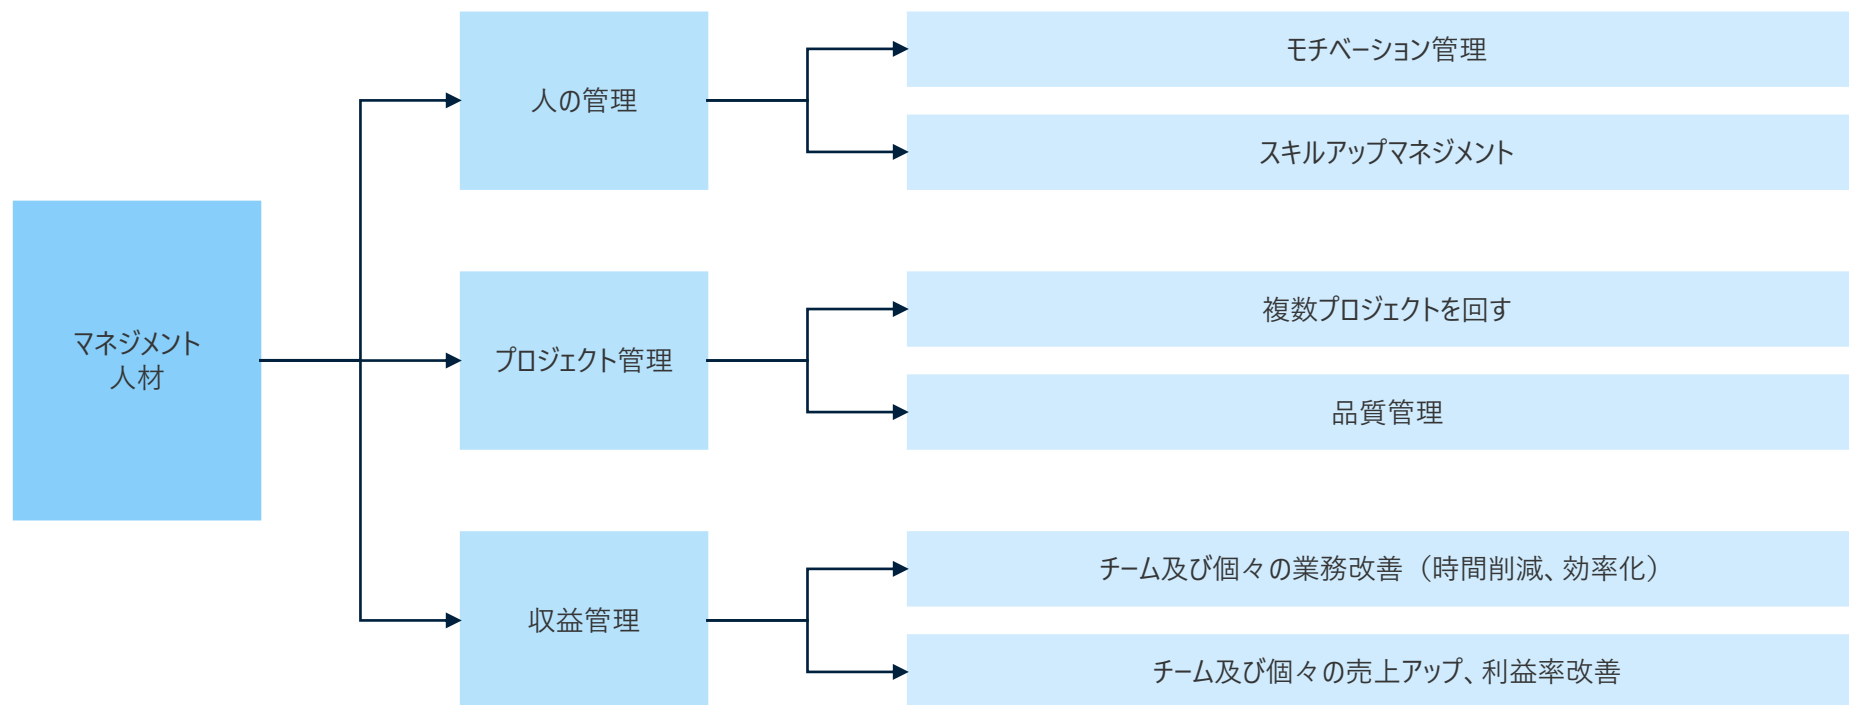 人の管理
モチベーション管理
スキルアップマネジメント
マネジメント
人材
プロジェクト管理
複数プロジェクトを回す
品質管理
収益管理
チーム及び個々の業務改善（時間削減、効率化）
チーム及び個々の売上アップ、利益率改善